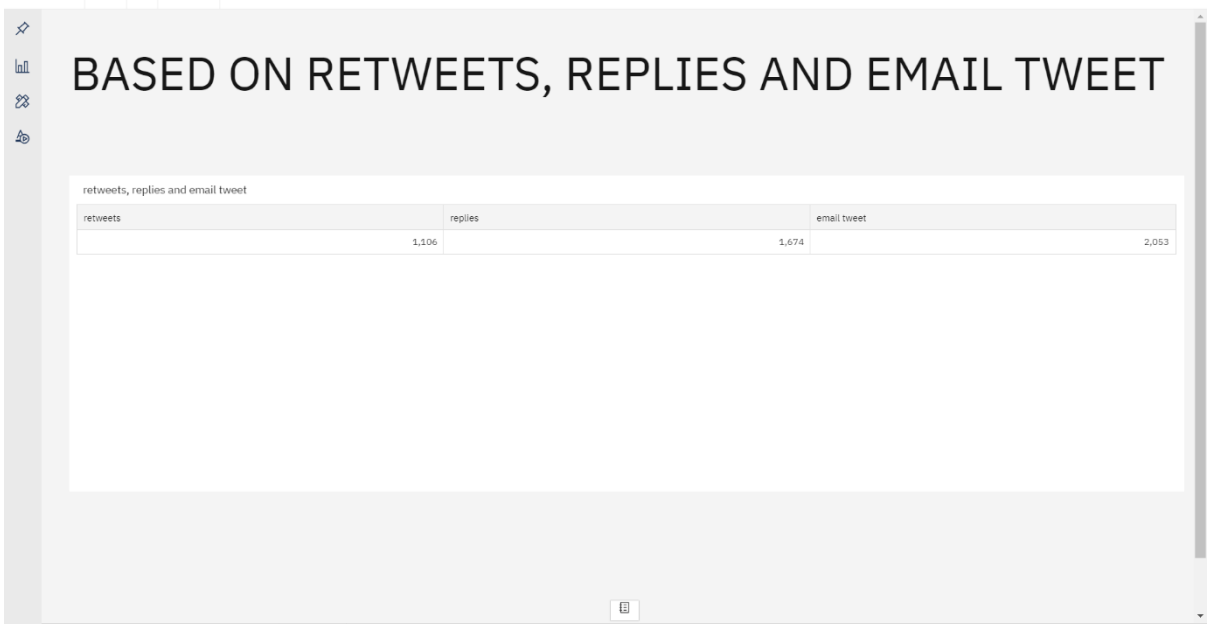 BASED ON RETWEETS, REPLIES AND EMAIL TWEET
retweets, replies and email tweet
retweets replies email tweet
1,106 1,674 2,053